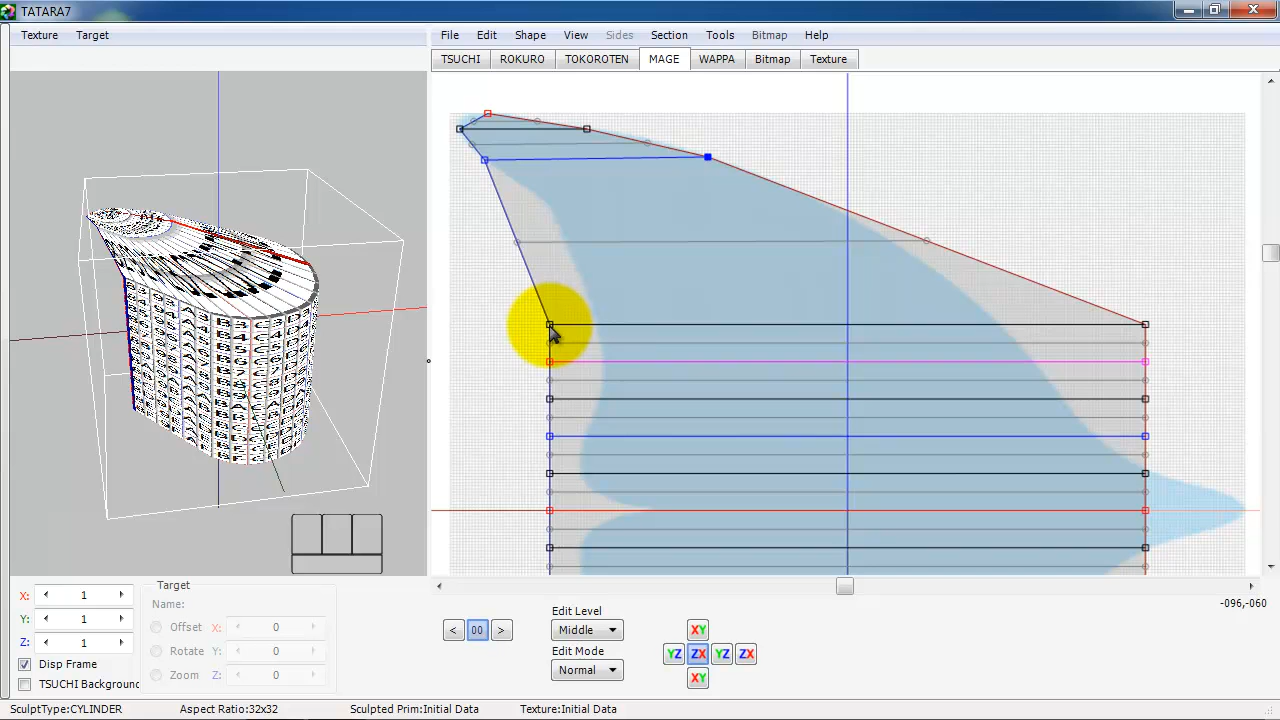 TATARA7
Texture Target
File Edit Shape View Sides Section Tools Bitmap Help
TSUCHI ROKURO TOKOROTEN MAGE WAPPA Bitmap Texture
-096,-060
X: 1
Y: 1
Z: 1
Disp Frame
TSUCHI Background
Target
Name:
Offset X: 0
Rotate Y: 0
Zoom Z: 0
< 00 >
Edit Level
Middle
Edit Mode
Normal
XY
YZ ZX YZ ZX
XY
SculptType:CYLINDER Aspect Ratio:32x32 Sculpted Prim:Initial Data Texture:Initial Data